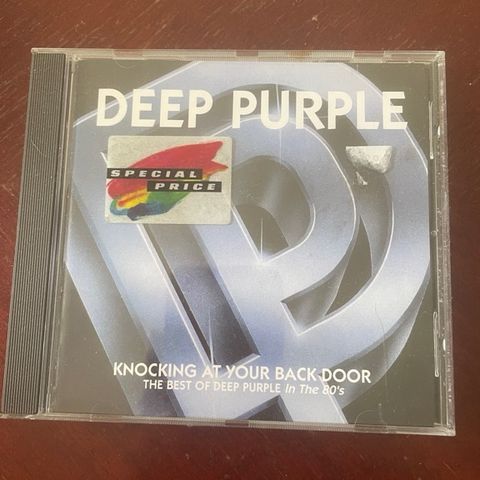 DEEP PURPLE
SPECIAL
PRICE
KNOCKING AT YOUR BACK DOOR
THE BEST OF DEEP PURPLE In The 80's